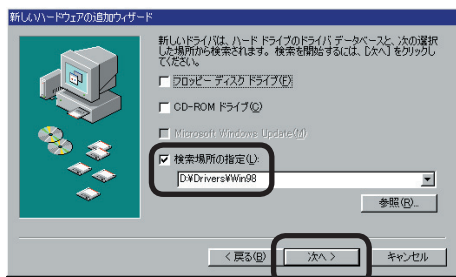 新しいハードウェアの追加ウィザード
新しいドライバは、ハード ドライブのドライバ データベースと、次の選択
した場所から検索されます。検索を開始するには、[次へ] をクリックし
てください。
フロッピー ディスク ドライブ(F)
CD-ROM ドライブ(C)
Microsoft Windows Update(M)
検索場所の指定(L):
D:¥Drivers¥Win98
参照(R)...
< 戻る(B)
次へ >
キャンセル